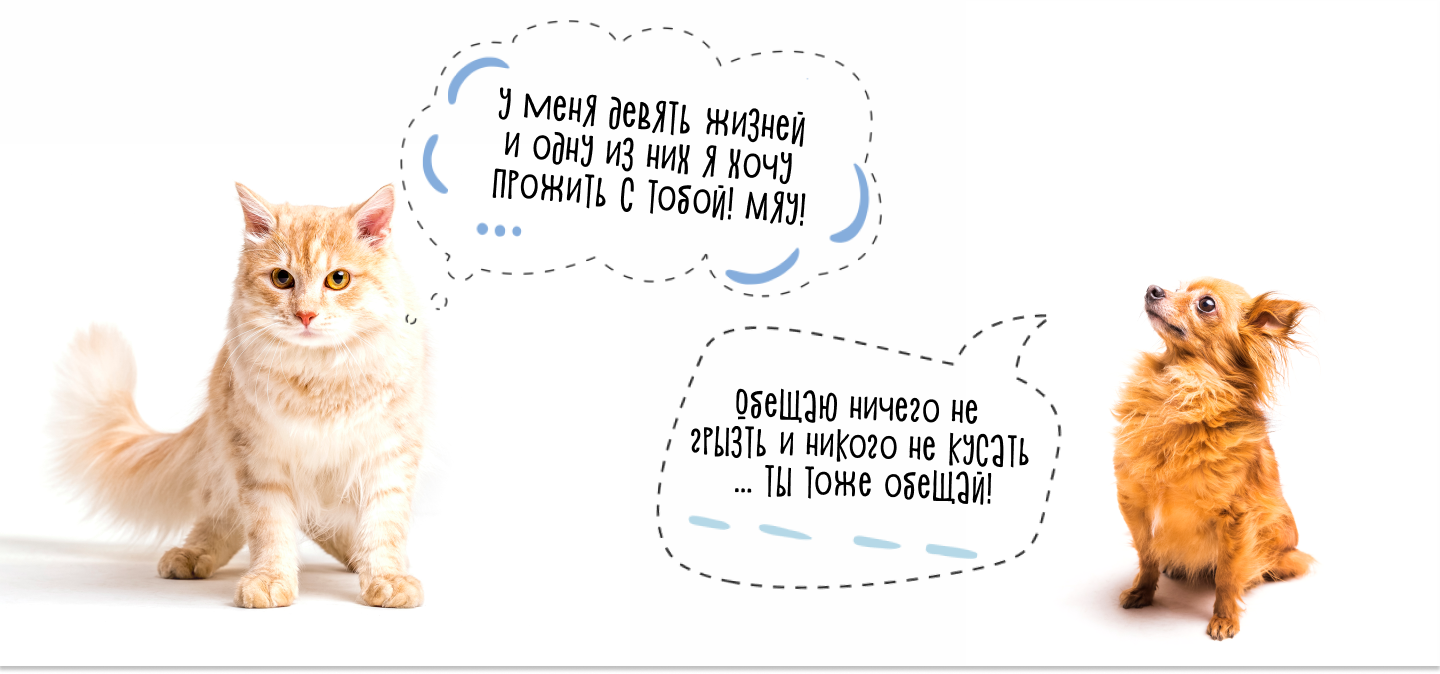 У меня девять жизней
и одну из них я хочу
прожить с тобой! Мяу!
Обещаю ничего не
грызть и никого не кусать
... Ты тоже обещай!